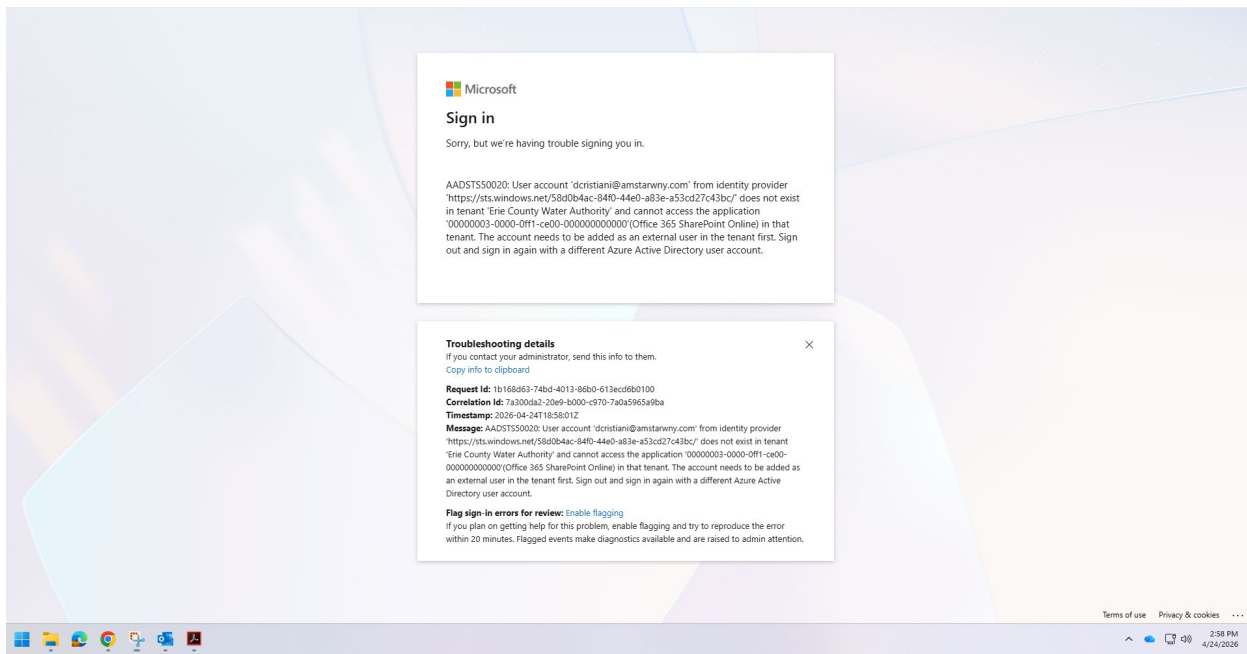 Microsoft
Sign in
Sorry, but we're having trouble signing you in.
AADSTS50020: User account 'dcristiani@amstarwny.com' from identity provider
'https://sts.windows.net/58d0b4ac-84f0-44e0-a83e-a53cd27c43bc/' does not exist
in tenant 'Erie County Water Authority' and cannot access the application
'00000003-0000-0ff1-ce00-000000000000'(Office 365 SharePoint Online) in that
tenant. The account needs to be added as an external user in the tenant first. Sign
out and sign in again with a different Azure Active Directory user account.
Troubleshooting details
If you contact your administrator, send this info to them.
Copy info to clipboard
Request Id: 1b168d63-74bd-4013-86b0-613ecd6b0100
Correlation Id: 7a300da2-20e9-b000-c970-7a0a5965a9ba
Timestamp: 2026-04-24T18:58:01Z
Message: AADSTS50020: User account 'dcristiani@amstarwny.com' from identity provider
'https://sts.windows.net/58d0b4ac-84f0-44e0-a83e-a53cd27c43bc/' does not exist in tenant
'Erie County Water Authority' and cannot access the application '00000003-0000-0ff1-ce00-
000000000000'(Office 365 SharePoint Online) in that tenant. The account needs to be added as
an external user in the tenant first. Sign out and sign in again with a different Azure Active
Directory user account.
Flag sign-in errors for review: Enable flagging
If you plan on getting help for this problem, enable flagging and try to reproduce the error
within 20 minutes. Flagged events make diagnostics available and are raised to admin attention.
Terms of use Privacy & cookies ...
2:58 PM
4/24/2026